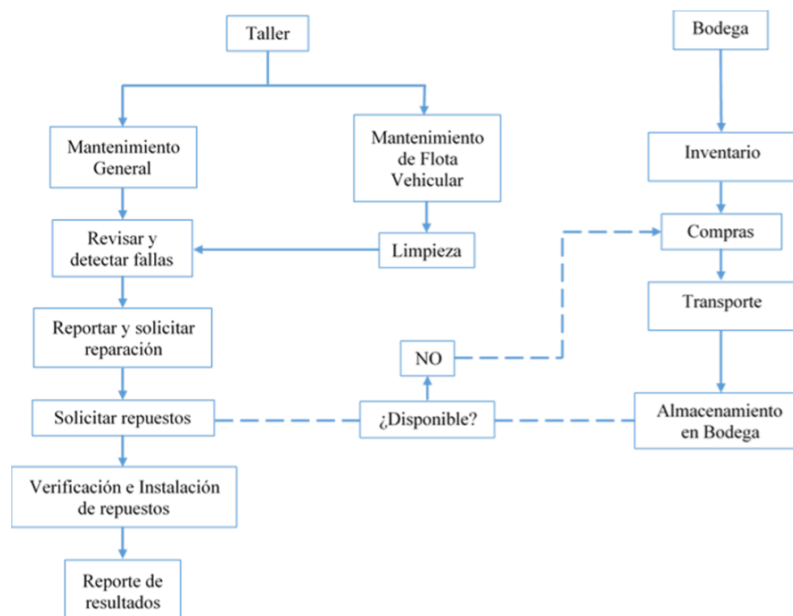 Taller
Mantenimiento
General
Mantenimiento
de Flota
Vehicular
Revisar y
detectar fallas
Limpieza
Reportar y solicitar
reparación
Solicitar repuestos
Verificación e Instalación
de repuestos
Reporte de
resultados
NO
¿Disponible?
Bodega
Inventario
Compras
Transporte
Almacenamiento
en Bodega